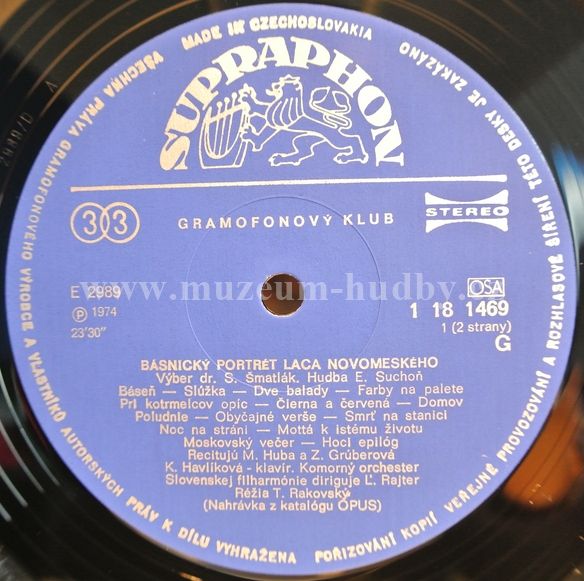 MADE IN CZECHOSLOVAKIA
SUPRAPHON
VŠECHNA PRÁVA GRAMOFONOVÉHO VÝROBCE A VLASTNÍKŮ AUTORSKÝCH PRÁV K DÍLU VYHRAŽENA
POŘIZOVÁNÍ KOPIÍ VEŘEJNÉ PROVOZOVÁNÍ A ROZHLASOVÉ ŠÍŘENÍ TÉTO DESKY JE ZAKÁZÁNO
33
GRAMOFONOVÝ KLUB
STEREO
www.muzeum-hudby.
E 2989
℗ 1974
23'30"
OSA
1 18 1469
1 (2 strany)
G
BÁSNICKÝ PORTRÉT LACA NOVOMESKÉHO
Výber dr. S. Šmatlák. Hudba E. Suchoň
Báseň — Slúžka — Dve balady — Farby na palete
Pri kotrmelcov opic — Čierna a červená — Domov
Poludnie — Obyčajné verše — Smrť na stanici
Noc na stráni — Mottá k istému životu
Moskovský večer — Hoci epilóg
Recitujú M. Huba a Z. Grúberová
K. Havlíková - klavír. Komorný orchester
Slovenskej filharmónie diriguje Ľ. Rajter
Réžia T. Rakovský
(Nahrávka z katalógu OPUS)